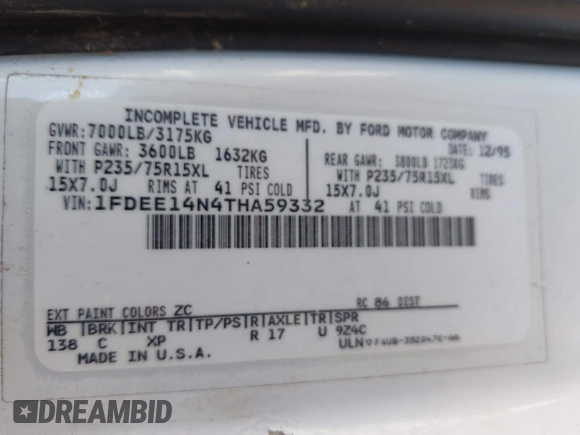 INCOMPLETE VEHICLE MFD. BY FORD MOTOR COMPANY
GVWR: 7000LB/3175KG DATE: 12/95
FRONT GAWR: 3600LB 1632KG REAR GAWR: 3800LB 1723KG
WITH P235/75R15XL TIRES WITH P235/75R15XL TIRES
15X7.0J RIMS AT 41 PSI COLD 15X7.0J RIMS
VIN: 1FDEE14N4THA59332 AT 41 PSI COLD
EXT PAINT COLORS ZC RC 86 DIST
WB BRK INT TR TP/PS R AXLE TR SPR
138 C XP R 17 U 9Z4C
MADE IN U.S.A. ULN
DREAMBID